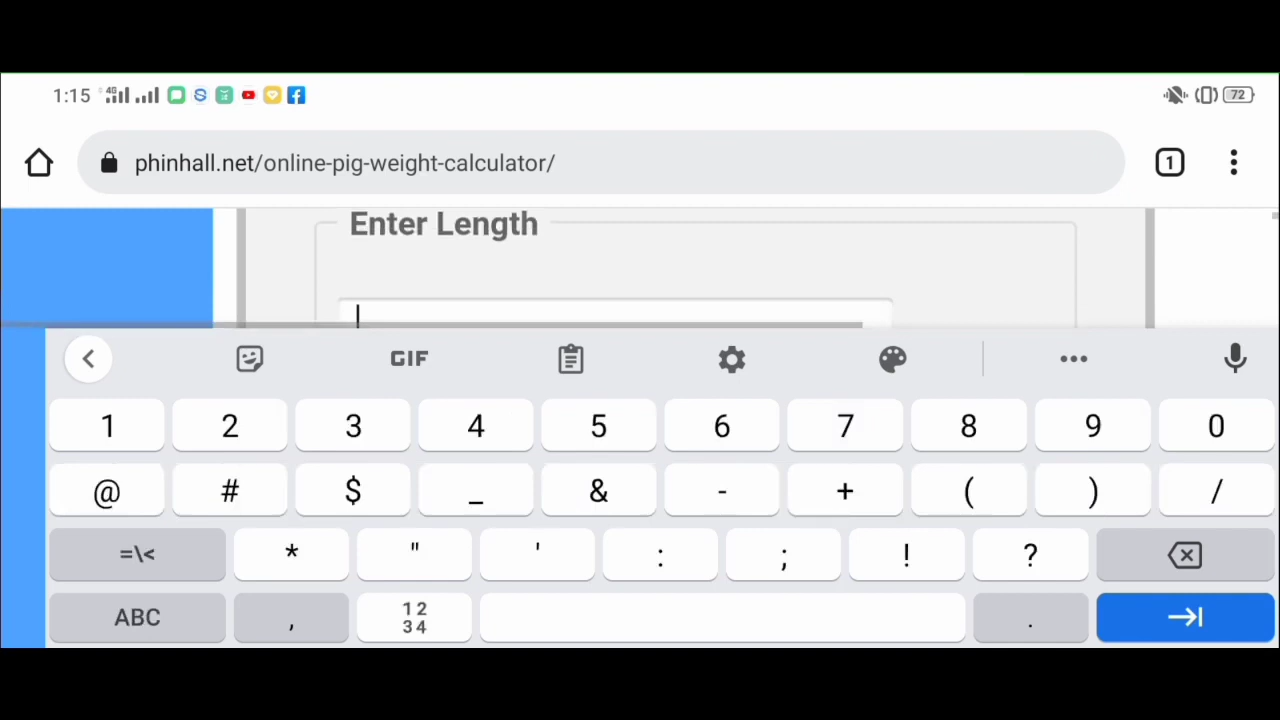 1:15 4G 72
phinhall.net/online-pig-weight-calculator/ 1
Enter Length
GIF
1 2 3 4 5 6 7 8 9 0
@ # $ _ & - + ( ) /
=\< * " ' : ; ! ?
ABC , 12 .
34